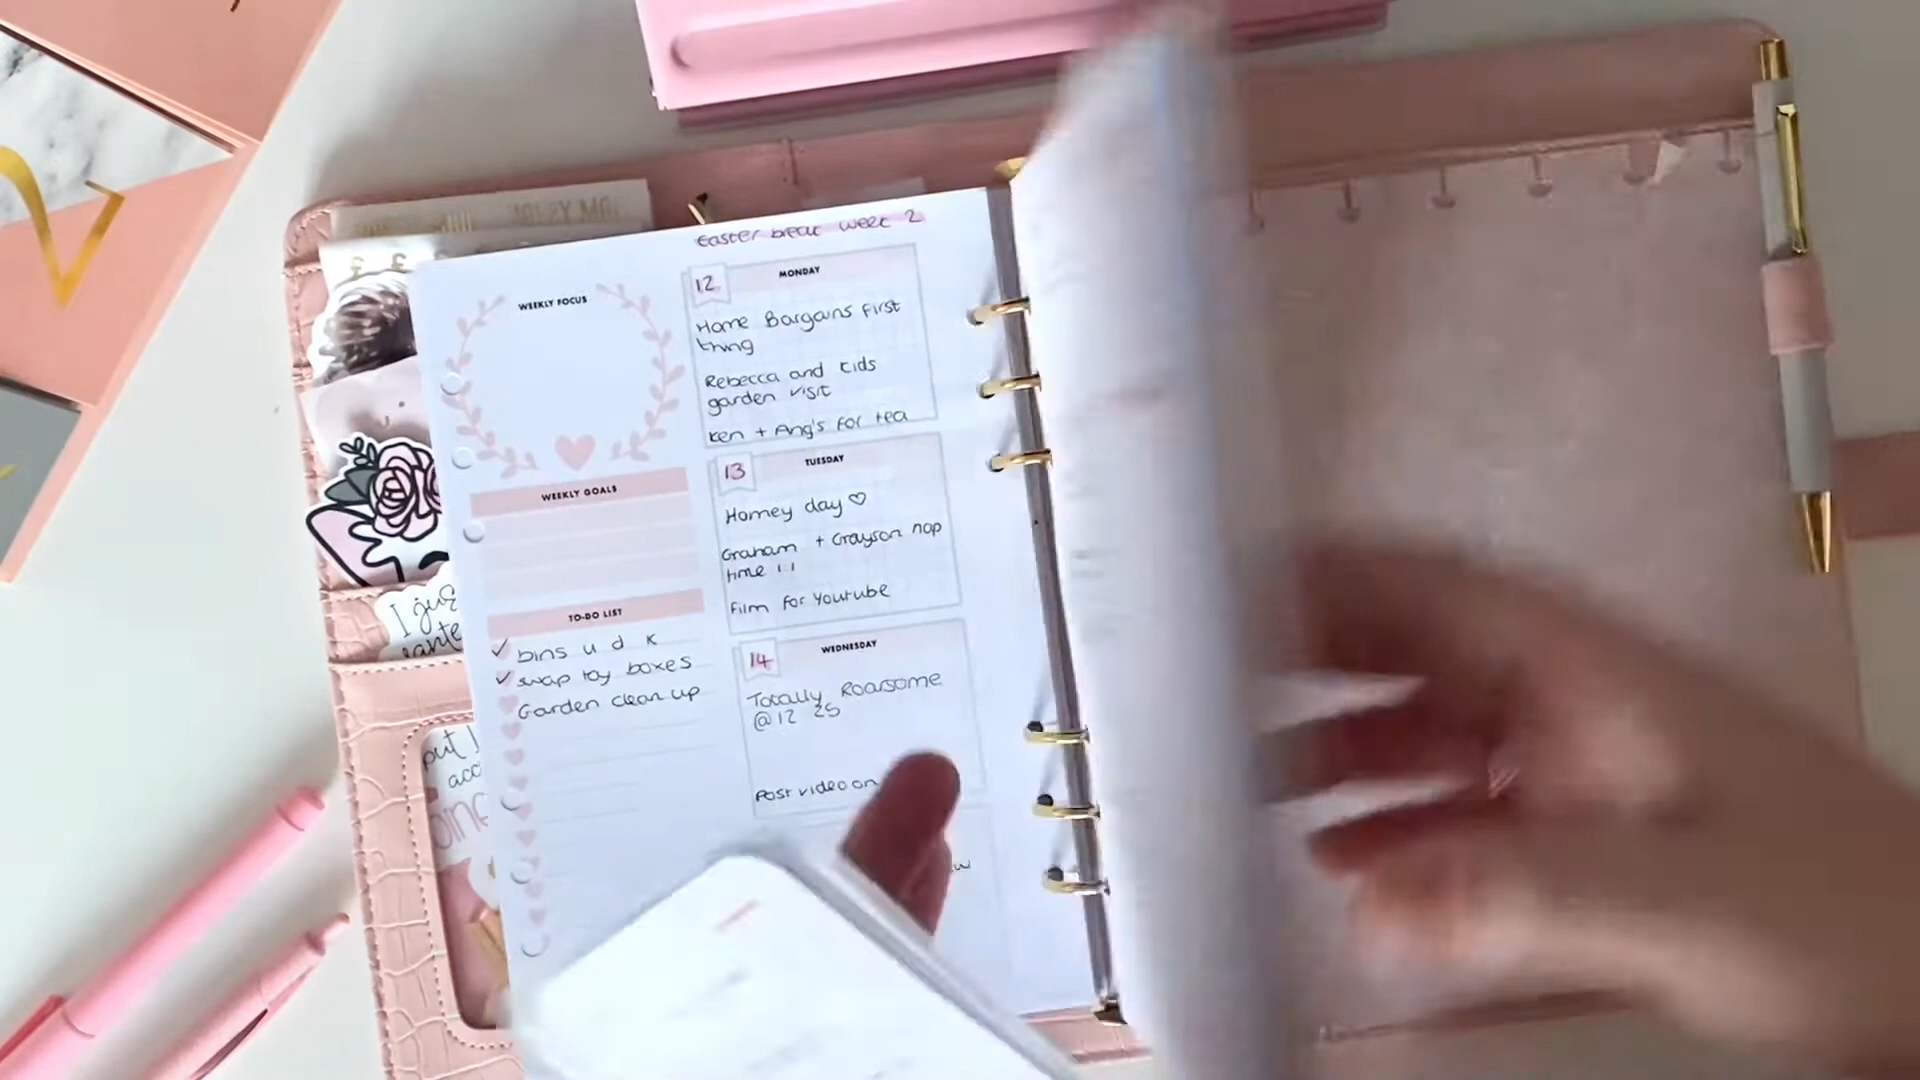 Easter break week 2
WEEKLY FOCUS
12
MONDAY
Home Bargains first
thing
Rebecca and kids
garden visit
Ken + Ang's for tea
WEEKLY GOALS
13
TUESDAY
Homey day
Graham + Grayson nap
time 1:1
Film for Youtube
TO-DO LIST
bins u d k
swap toy boxes
Garden clean up
14
WEDNESDAY
Totally Roarsome
@12 25
Post video on
I
put